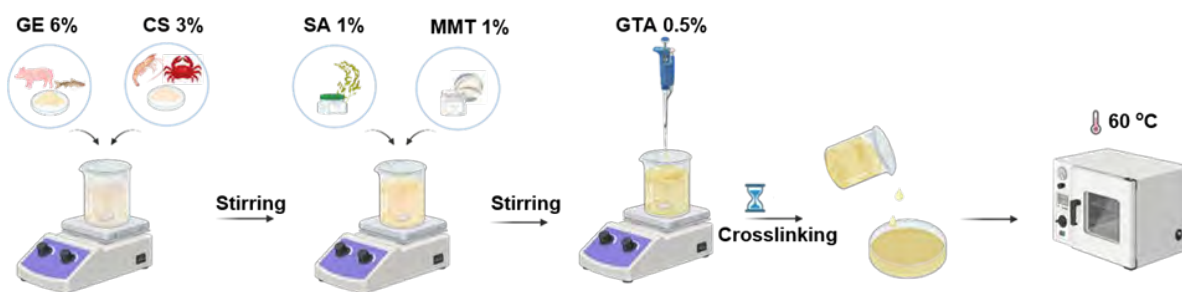 GE 6%
CS 3%
SA 1%
MMT 1%
GTA 0.5%
60 °C
Stirring
Stirring
Crosslinking